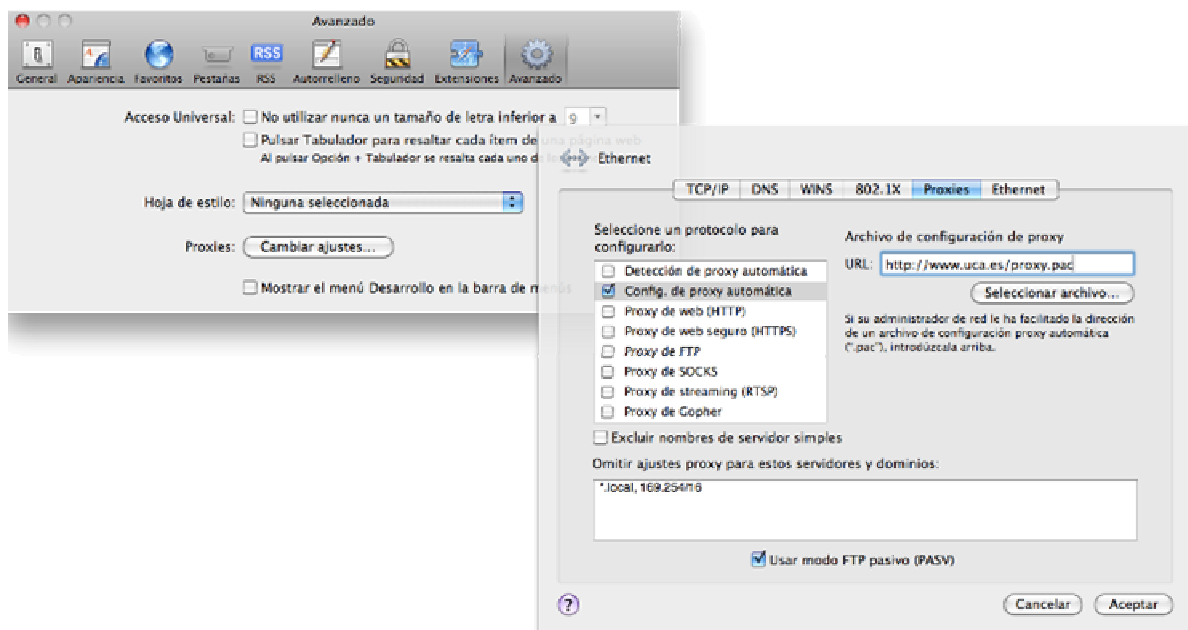 Avanzado
General Apariencia Favoritos Pestañas RSS Autorrelleno Seguridad Extensiones Avanzado
RSS
Acceso Universal: No utilizar nunca un tamaño de letra inferior a 9
Pulsar Tabulador para resaltar cada ítem de una página web
Al pulsar Opción + Tabulador se resalta cada uno de
Hoja de estilo: Ninguna seleccionada
Proxies: Cambiar ajustes...
Mostrar el menú Desarrollo en la barra de menús
Ethernet
TCP/IP DNS WINS 802.1X Proxies Ethernet
Seleccione un protocolo para
configurarlo:
Detección de proxy automática
Config. de proxy automática
Proxy de web (HTTP)
Proxy de web seguro (HTTPS)
Proxy de FTP
Proxy de SOCKS
Proxy de streaming (RTSP)
Proxy de Gopher
Archivo de configuración de proxy
URL: http://www.uca.es/proxy.pac
Seleccionar archivo...
Si su administrador de red le ha facilitado la dirección
de un archivo de configuración proxy automática
(".pac"), introdúzcala arriba.
Excluir nombres de servidor simples
Omitir ajustes proxy para estos servidores y dominios:
*.local, 169.254/16
Usar modo FTP pasivo (PASV)
?
Cancelar Aceptar